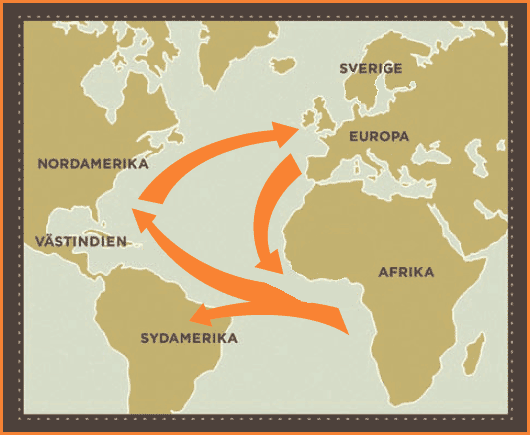 SVERIGE
EUROPA
NORDAMERIKA
VÄSTINDIEN
AFRIKA
SYDAMERIKA